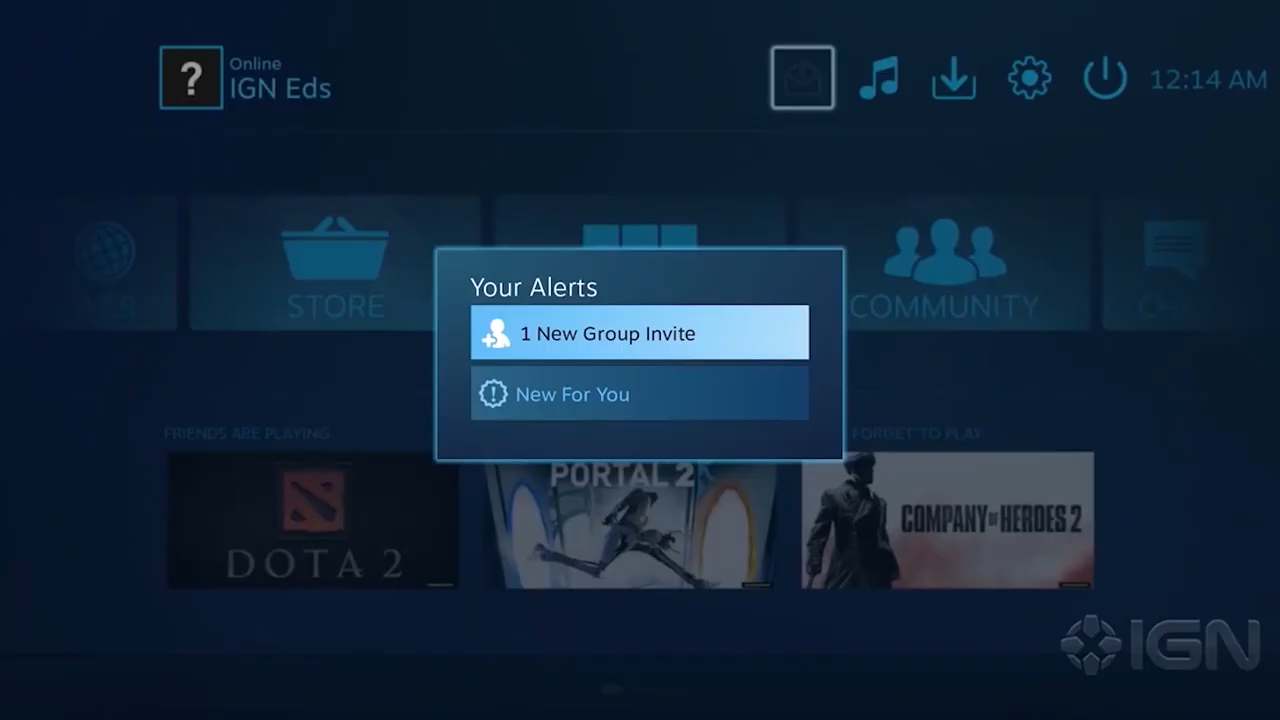 ?
Online
IGN Eds
12:14 AM
STORE
COMMUNITY
Your Alerts
1 New Group Invite
New For You
FRIENDS ARE PLAYING
FORGET TO PLAY
DOTA 2
PORTAL 2
COMPANY OF HEROES 2
IGN